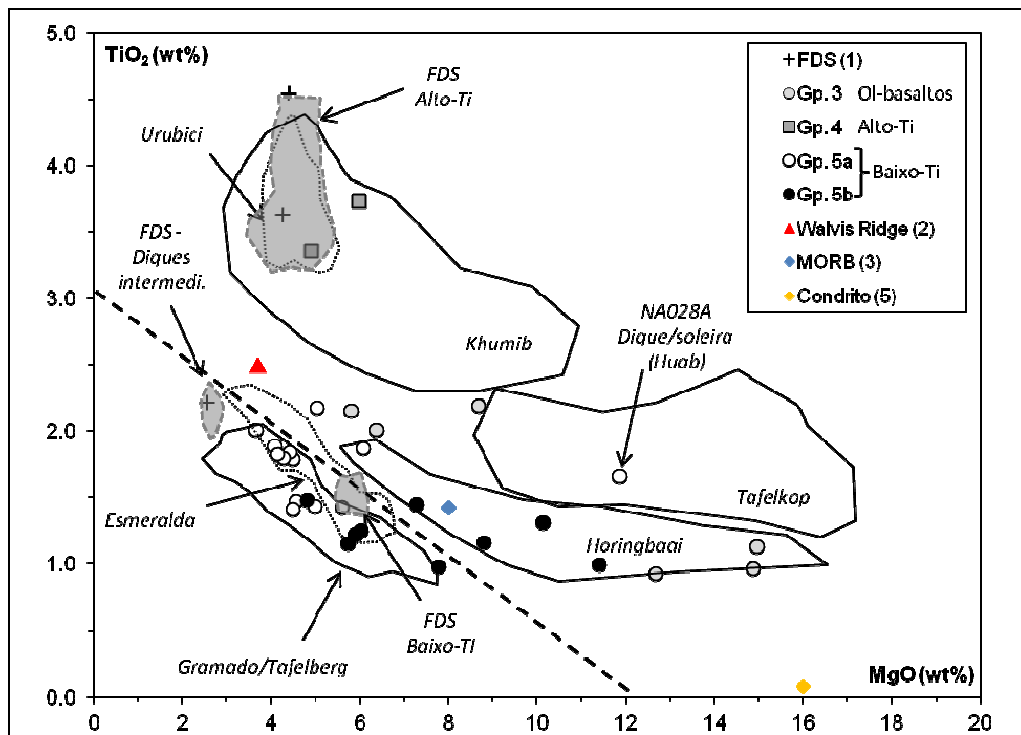 5.0
4.0
3.0
2.0
1.0
0.0
TiO2 (wt%)
FDS
Alto-Ti
Urubici
FDS -
Diques
intermedi.
Khumib
NA028A
Dique/soleira
(Huab)
Tafelkop
Horingbaai
Esmeralda
Gramado/Tafelberg
FDS
Baixo-TI
MgO (wt%)
0 2 4 6 8 10 12 14 16 18 20
FDS (1)
Gp. 3 Ol-basaltos
Gp. 4 Alto-Ti
Gp. 5a
Baixo-Ti
Gp. 5b
Walvis Ridge (2)
MORB (3)
Condrito (5)